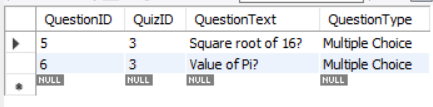 QuestionID QuizID QuestionText QuestionType
5 3 Square root of 16? Multiple Choice
6 3 Value of Pi? Multiple Choice
NULL NULL NULL NULL